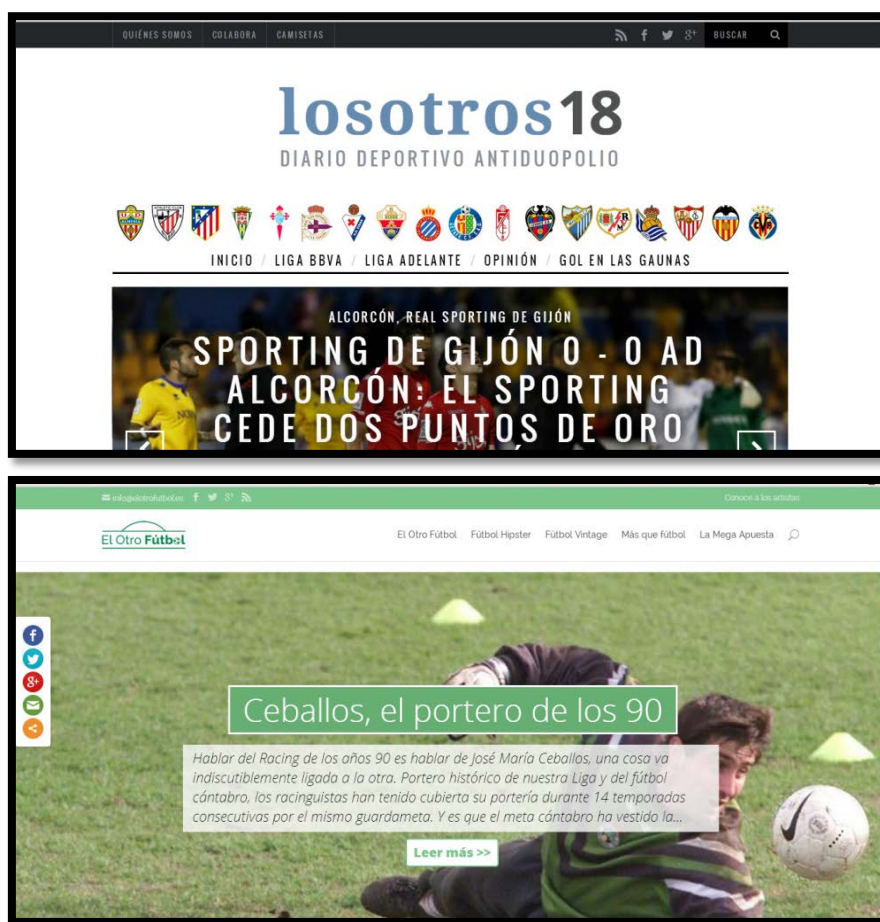 QUIÉNES SOMOS COLABORA CAMISETAS BUSCAR
losotros18
DIARIO DEPORTIVO ANTIDUOPOLIO
INICIO / LIGA BBVA / LIGA ADELANTE / OPINIÓN / GOL EN LAS GAUNAS
ALCORCÓN, REAL SPORTING DE GIJÓN
SPORTING DE GIJÓN 0 - 0 AD
ALCORCÓN: EL SPORTING
CEDE DOS PUNTOS DE ORO
info@elotrofutbol.es Conoce a los artistas
El Otro Fútbol El Otro Fútbol Fútbol Hipster Fútbol Vintage Más que fútbol La Mega Apuesta
Ceballos, el portero de los 90
Hablar del Racing de los años 90 es hablar de José María Ceballos, una cosa va
indiscutiblemente ligada a la otra. Portero histórico de nuestra Liga y del fútbol
cántabro, los racinguistas han tenido cubierta su portería durante 14 temporadas
consecutivas por el mismo guardameta. Y es que el meta cántabro ha vestido la...
Leer más >>